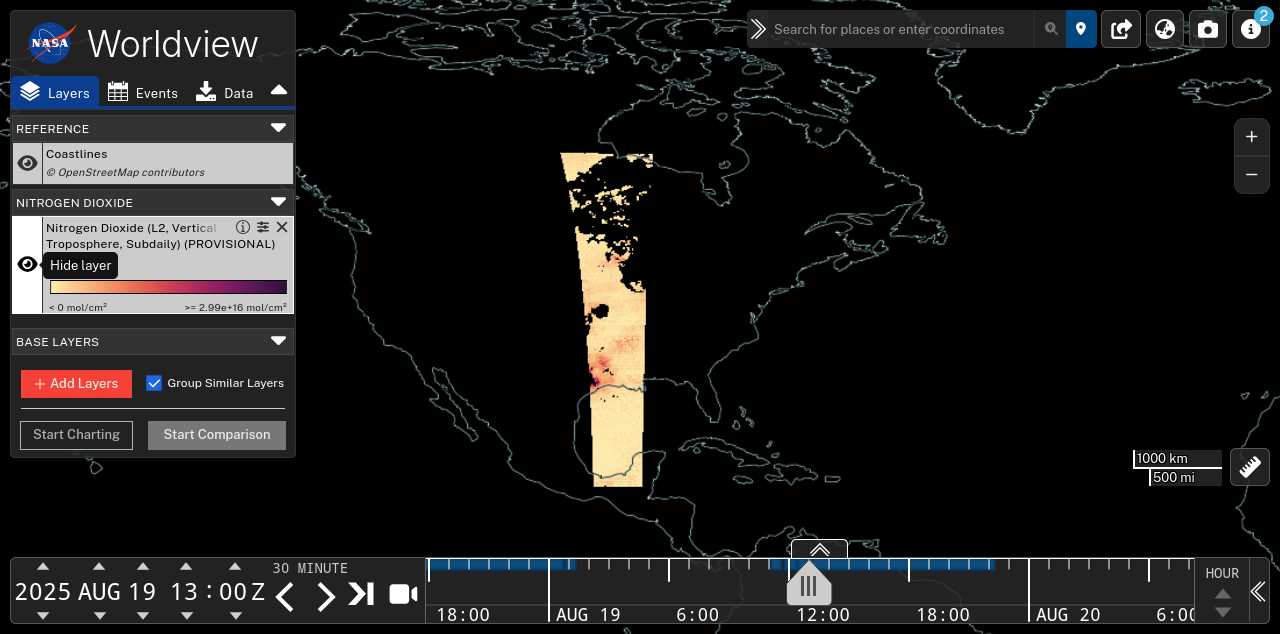 NASA
Worldview
Layers
Events
Data
REFERENCE
Coastlines
© OpenStreetMap contributors
NITROGEN DIOXIDE
Nitrogen Dioxide (L2, Vertical
Troposphere, Subdaily) (PROVISIONAL)
Hide layer
< 0 mol/cm² >= 2.99e+16 mol/cm²
BASE LAYERS
+ Add Layers
Group Similar Layers
Start Charting
Start Comparison
Search for places or enter coordinates
2
+
−
1000 km
500 mi
2025 AUG 19 13:00 Z
30 MINUTE
18:00 AUG 19 6:00 12:00 18:00 AUG 20 6:00
HOUR